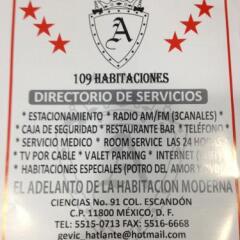 A
109 HABITACIONES
DIRECTORIO DE SERVICIOS
* ESTACIONAMIENTO * RADIO AM/FM (3CANALES) *
* CAJA DE SEGURIDAD * RESTAURANTE BAR * TELÉFONO *
* SERVICIO MEDICO * ROOM SERVICE LAS 24 HORAS
* TV POR CABLE * VALET PARKING * INTERNET
* HABITACIONES ESPECIALES (POTRO DEL AMOR Y
EL ADELANTO DE LA HABITACION MODERNA
CIENCIAS No. 91 COL. ESCANDÓN
C.P. 11800 MÉXICO, D. F.
TEL: 5515-0713 FAX: 5516-6668
gevic_hatlante@hotmail.com